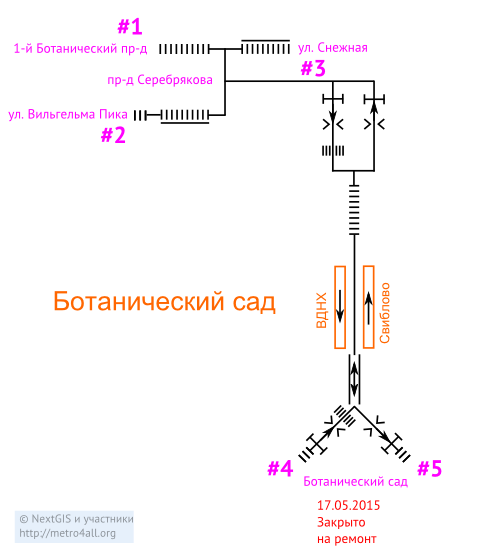 #1
1-й Ботанический пр-д
ул. Снежная
#3
пр-д Серебрякова
ул. Вильгельма Пика
#2
Ботанический сад
ВДНХ
Свиблово
#4
#5
Ботанический сад
17.05.2015
Закрыто
на ремонт
© NextGIS и участники
http://metro4all.org